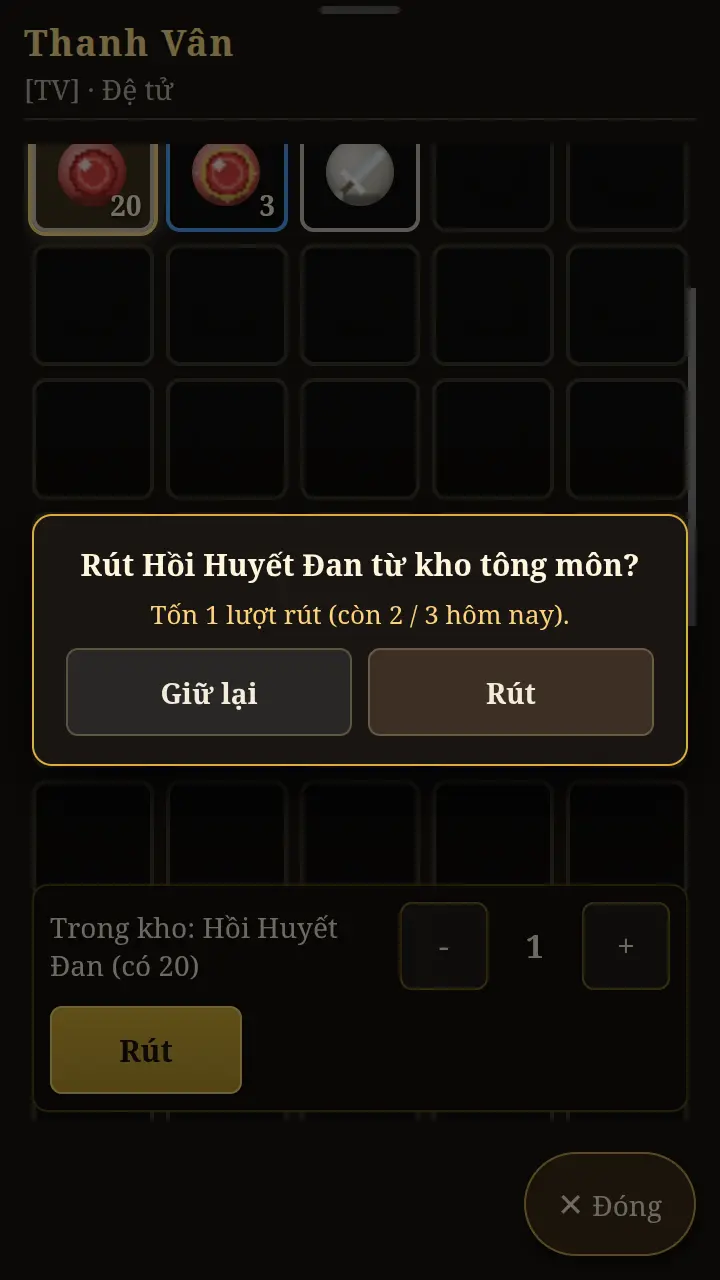 Thanh Vân
[TV] · Đệ tử
20
3
Rút Hồi Huyết Đan từ kho tông môn?
Tốn 1 lượt rút (còn 2 / 3 hôm nay).
Giữ lại
Rút
Trong kho: Hồi Huyết
Đan (có 20)
-
1
+
Rút
✕ Đóng